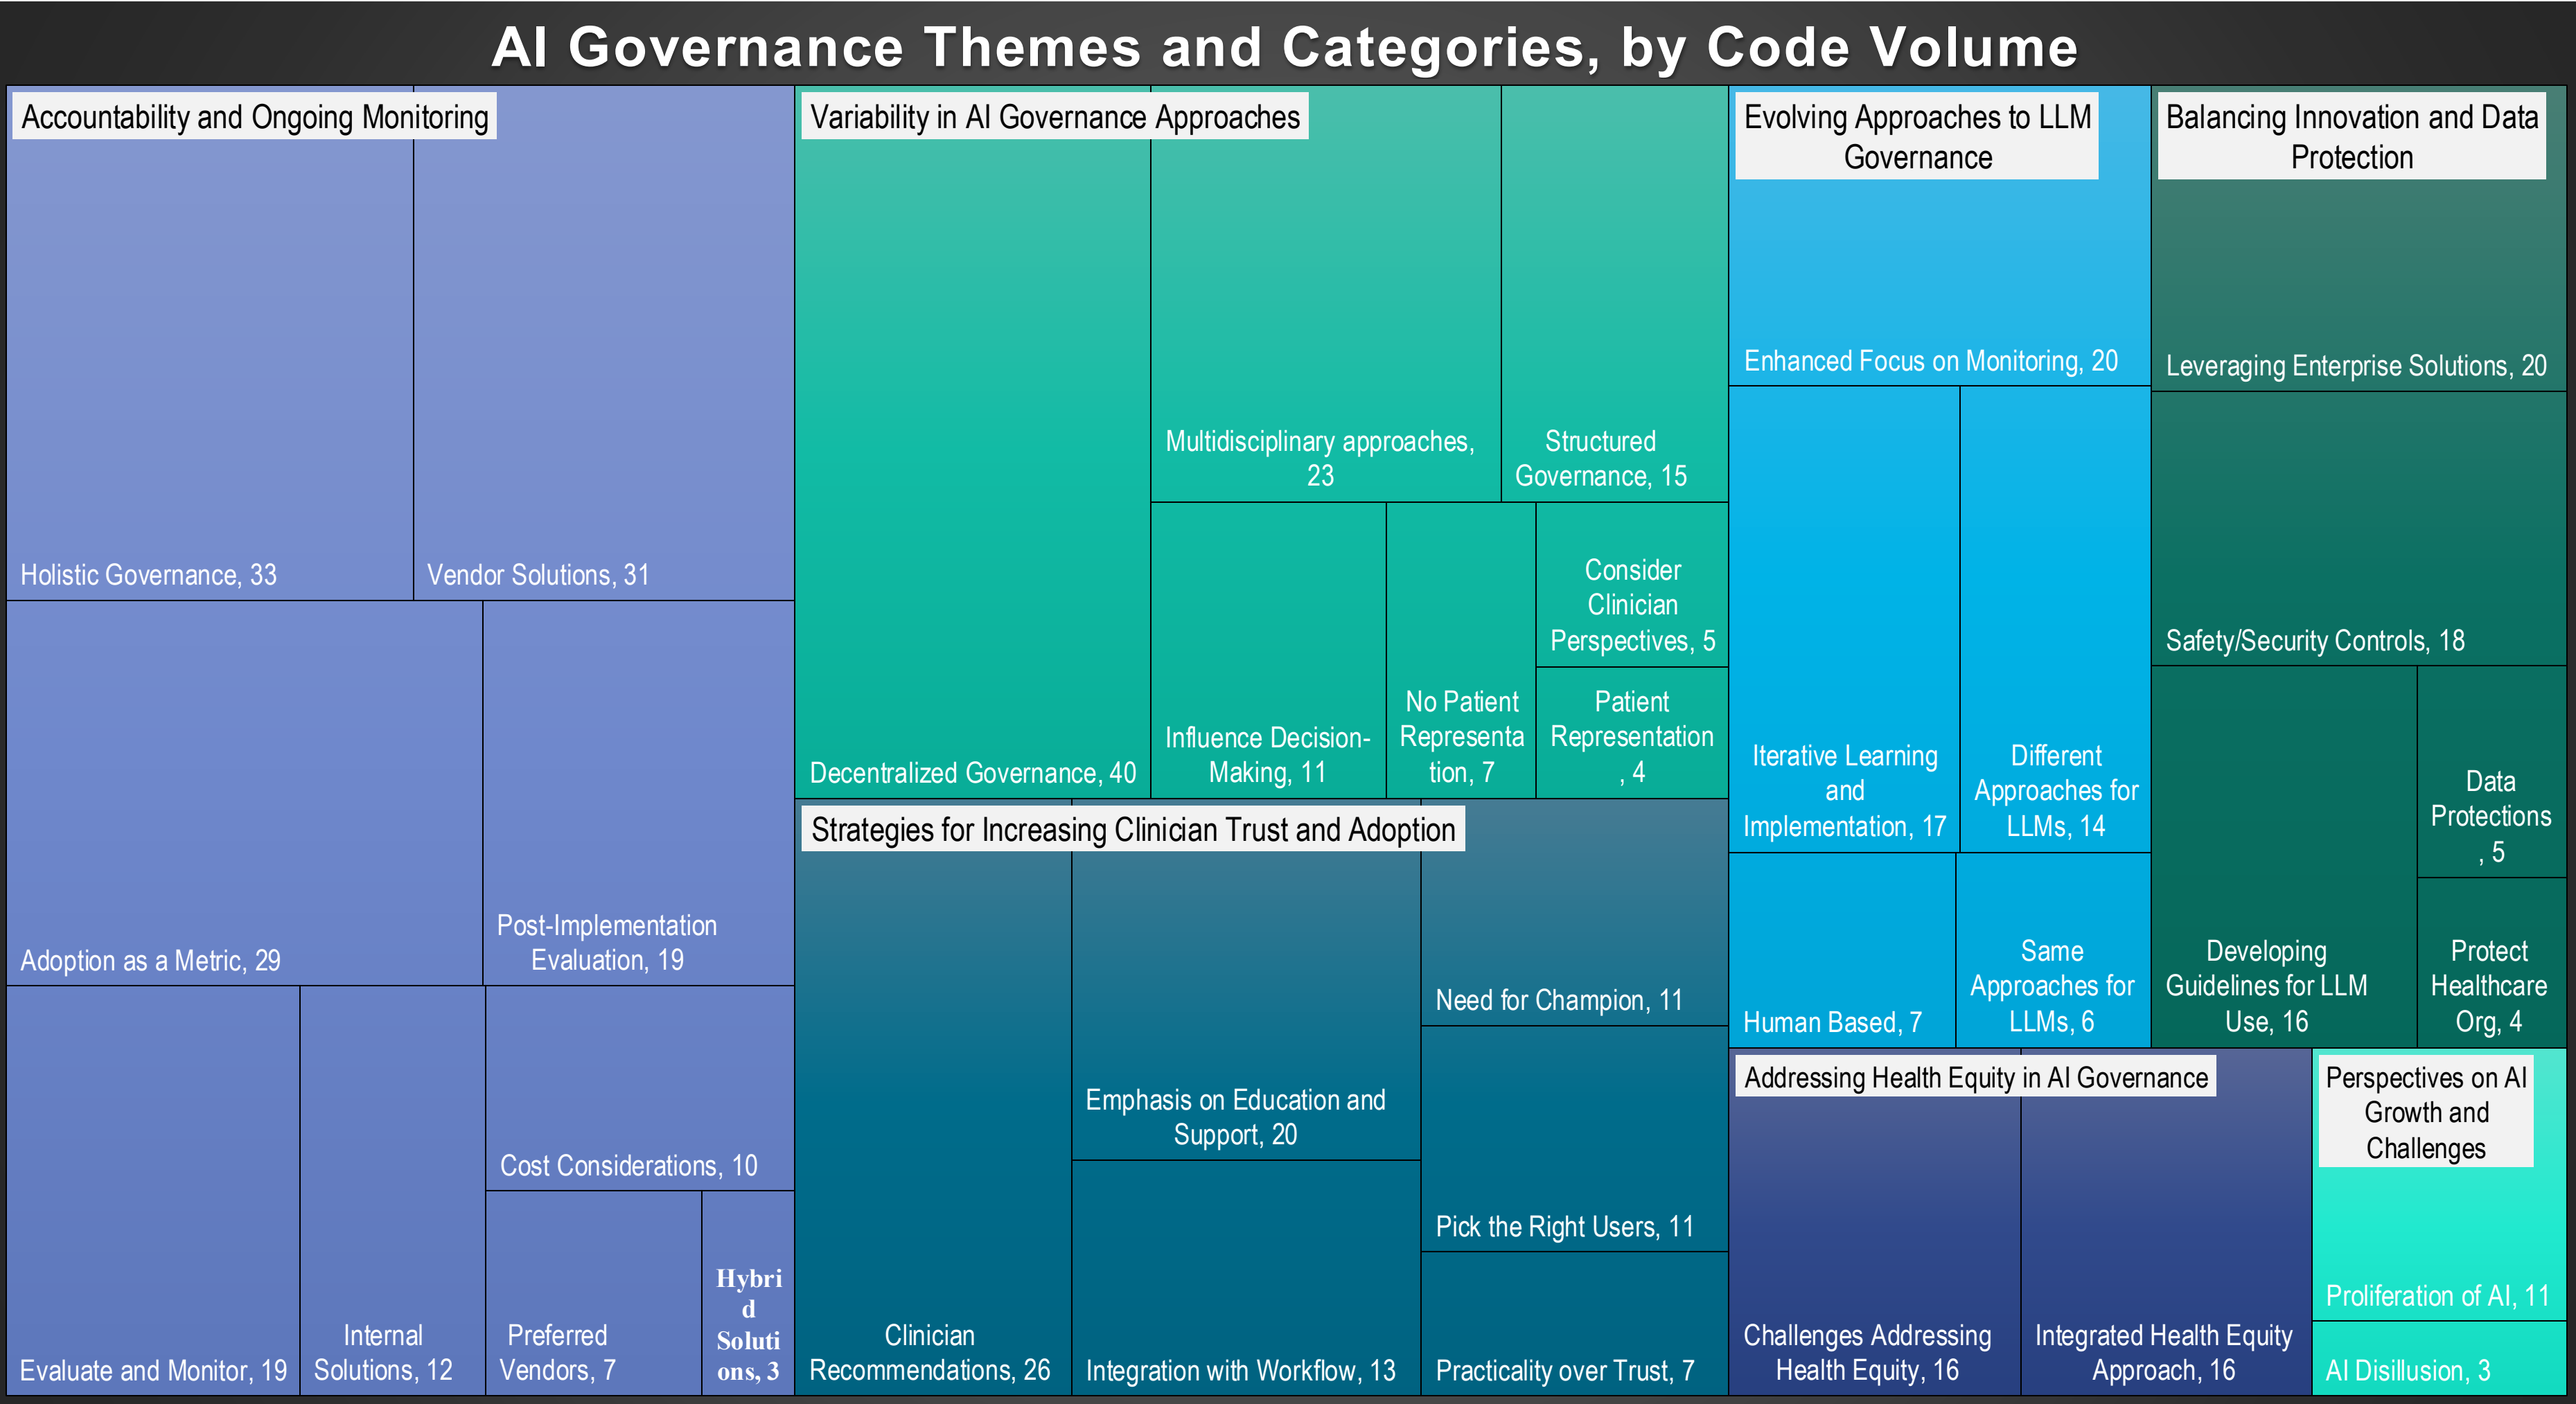 AI Governance Themes and Categories, by Code Volume
Accountability and Ongoing Monitoring
Holistic Governance, 33
Vendor Solutions, 31
Adoption as a Metric, 29
Post-Implementation
Evaluation, 19
Evaluate and Monitor, 19
Internal
Solutions, 12
Cost Considerations, 10
Preferred
Vendors, 7
Hybri
d
Soluti
ons, 3
Variability in AI Governance Approaches
Decentralized Governance, 40
Multidisciplinary approaches,
23
Structured
Governance, 15
Influence Decision-
Making, 11
No Patient
Representa
tion, 7
Consider
Clinician
Perspectives, 5
Patient
Representation
, 4
Strategies for Increasing Clinician Trust and Adoption
Clinician
Recommendations, 26
Emphasis on Education and
Support, 20
Integration with Workflow, 13
Need for Champion, 11
Pick the Right Users, 11
Practicality over Trust, 7
Evolving Approaches to LLM
Governance
Enhanced Focus on Monitoring, 20
Iterative Learning
and
Implementation, 17
Different
Approaches for
LLMs, 14
Human Based, 7
Same
Approaches for
LLMs, 6
Balancing Innovation and Data
Protection
Leveraging Enterprise Solutions, 20
Safety/Security Controls, 18
Developing
Guidelines for LLM
Use, 16
Data
Protections
, 5
Protect
Healthcare
Org, 4
Addressing Health Equity in AI Governance
Challenges Addressing
Health Equity, 16
Integrated Health Equity
Approach, 16
Perspectives on AI
Growth and
Challenges
Proliferation of AI, 11
AI Disillusion, 3